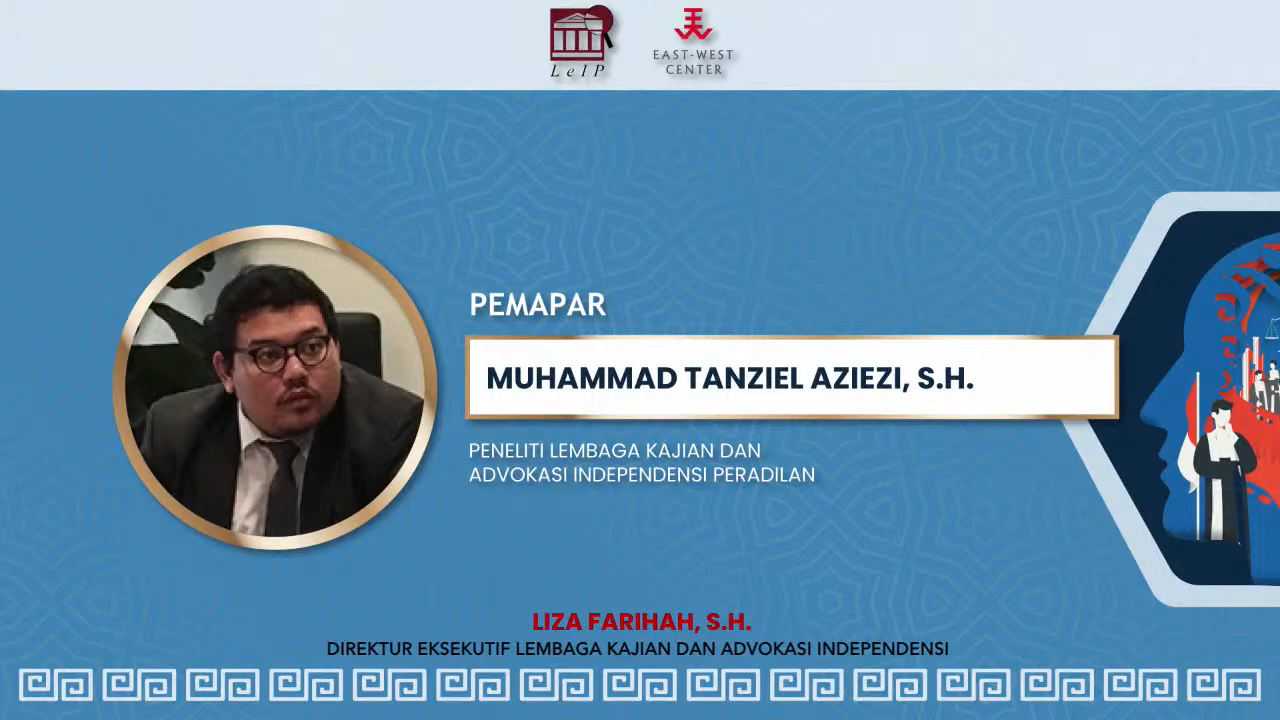 LeIP
EAST-WEST
CENTER
PEMAPAR
MUHAMMAD TANZIEL AZIEZI, S.H.
PENELITI LEMBAGA KAJIAN DAN
ADVOKASI INDEPENDENSI PERADILAN
LIZA FARIHAH, S.H.
DIREKTUR EKSEKUTIF LEMBAGA KAJIAN DAN ADVOKASI INDEPENDENSI